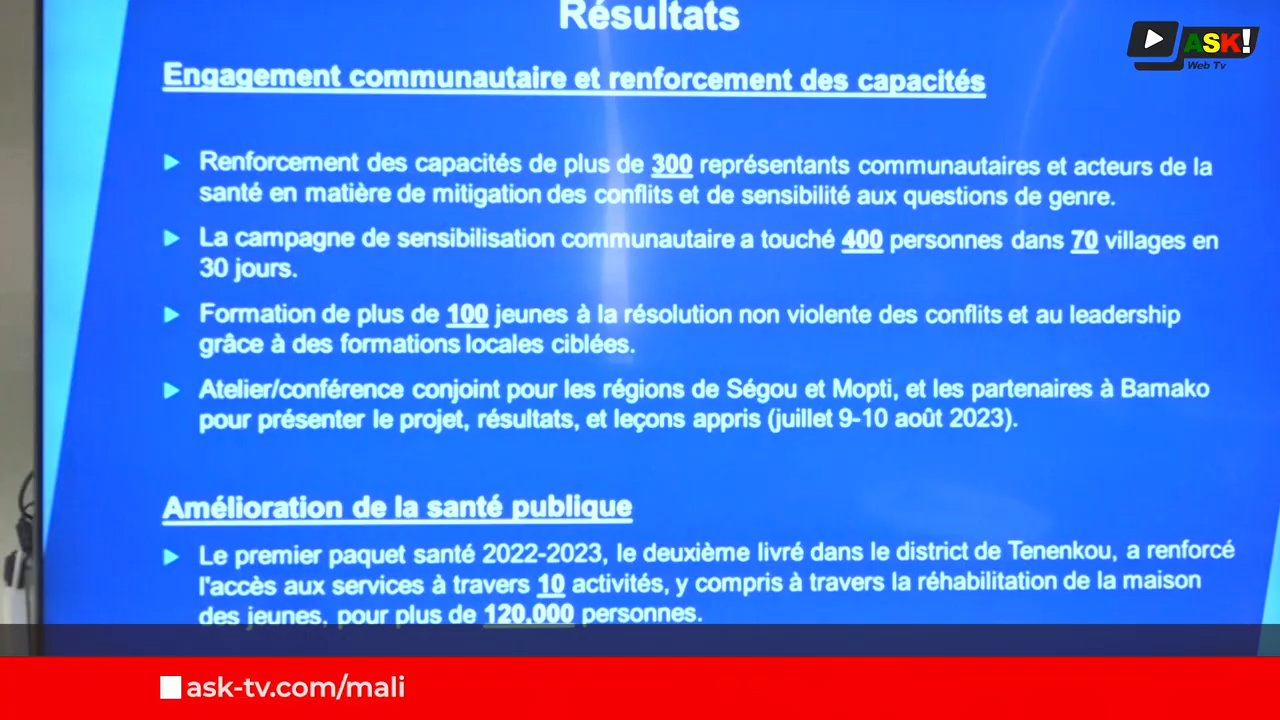 Résultats
ASK!
Web Tv
Engagement communautaire et renforcement des capacités
Renforcement des capacités de plus de 300 représentants communautaires et acteurs de la
santé en matière de mitigation des conflits et de sensibilité aux questions de genre.
La campagne de sensibilisation communautaire a touché 400 personnes dans 70 villages en
30 jours.
Formation de plus de 100 jeunes à la résolution non violente des conflits et au leadership
grâce à des formations locales ciblées.
Atelier/conférence conjoint pour les régions de Ségou et Mopti, et les partenaires à Bamako
pour présenter le projet, résultats, et leçons appris (juillet 9-10 août 2023).
Amélioration de la santé publique
Le premier paquet santé 2022-2023, le deuxième livré dans le district de Tenenkou, a renforcé
l'accès aux services à travers 10 activités, y compris à travers la réhabilitation de la maison
des jeunes, pour plus de 120,000 personnes.
ask-tv.com/mali